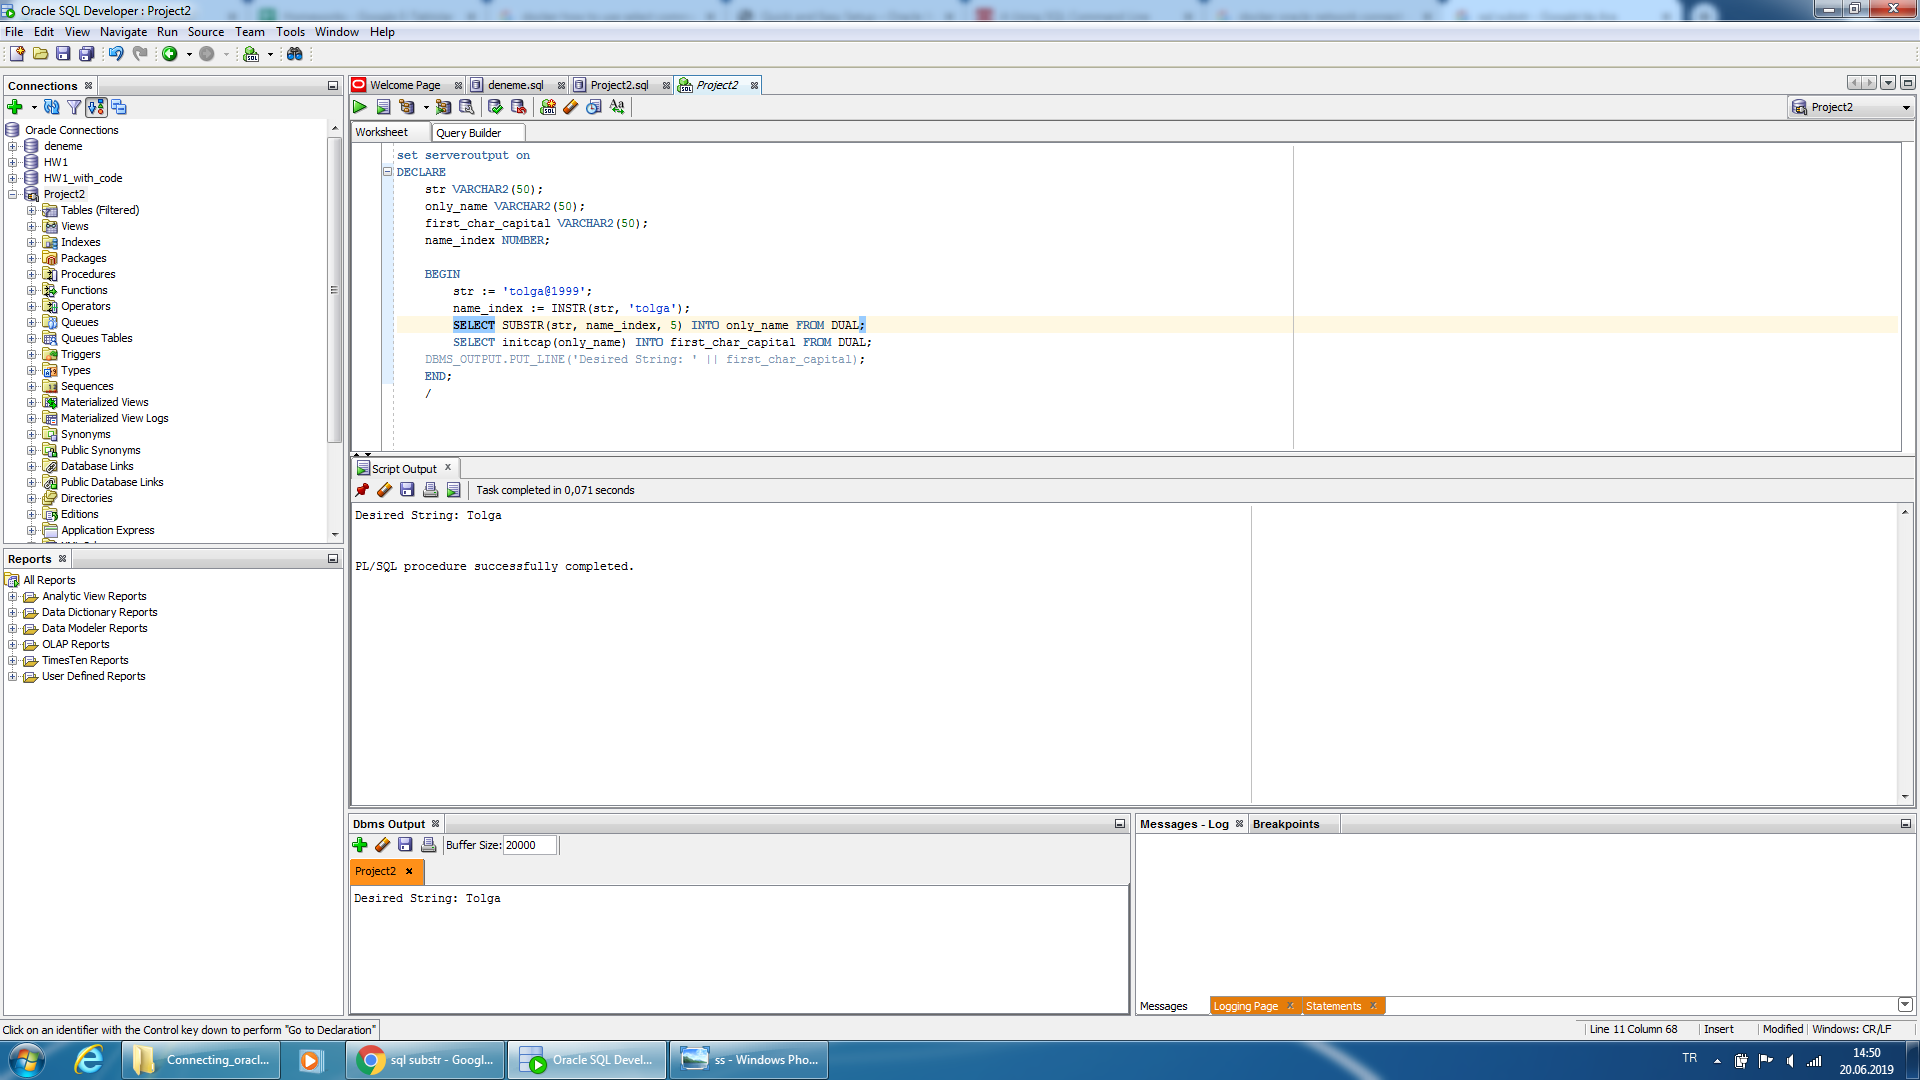 Oracle SQL Developer : Project2
File Edit View Navigate Run Source Team Tools Window Help
Connections
Oracle Connections
deneme
HW1
HW1_with_code
Project2
Tables (Filtered)
Views
Indexes
Packages
Procedures
Functions
Operators
Queues
Queues Tables
Triggers
Types
Sequences
Materialized Views
Materialized View Logs
Synonyms
Public Synonyms
Database Links
Public Database Links
Directories
Editions
Application Express
Reports
All Reports
Analytic View Reports
Data Dictionary Reports
Data Modeler Reports
OLAP Reports
TimesTen Reports
User Defined Reports
Welcome Page deneme.sql Project2.sql Project2
Project2
Worksheet Query Builder
set serveroutput on
DECLARE
str VARCHAR2(50);
only_name VARCHAR2(50);
first_char_capital VARCHAR2(50);
name_index NUMBER;
BEGIN
str := 'tolga@1999';
name_index := INSTR(str, 'tolga');
SELECT SUBSTR(str, name_index, 5) INTO only_name FROM DUAL;
SELECT initcap(only_name) INTO first_char_capital FROM DUAL;
DBMS_OUTPUT.PUT_LINE('Desired String: ' || first_char_capital);
END;
/
Script Output
Task completed in 0,071 seconds
Desired String: Tolga
PL/SQL procedure successfully completed.
Dbms Output
Buffer Size: 20000
Project2
Desired String: Tolga
Messages - Log Breakpoints
Messages Logging Page Statements
Click on an identifier with the Control key down to perform "Go to Declaration"
Line 11 Column 68 Insert Modified Windows: CR/LF
Connecting_oracl... sql substr - Googl... Oracle SQL Devel... ss - Windows Pho...
TR
14:50
20.06.2019